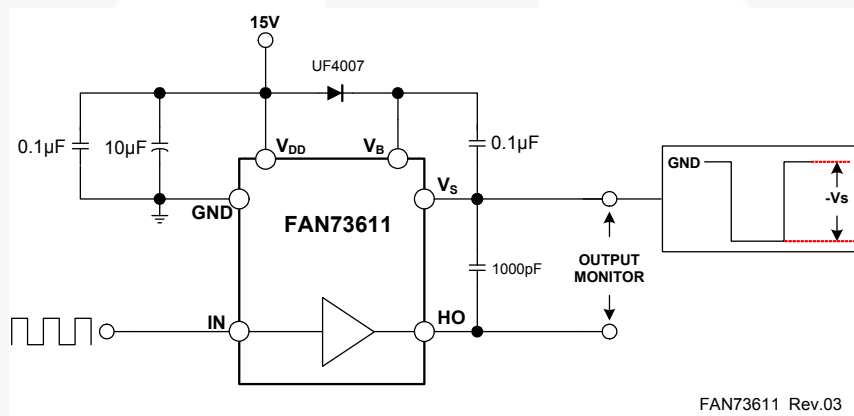 15V
UF4007
0.1µF
10µF
VDD
VB
0.1µF
GND
VS
GND
-Vs
FAN73611
1000pF
OUTPUT
MONITOR
IN
HO
FAN73611 Rev.03